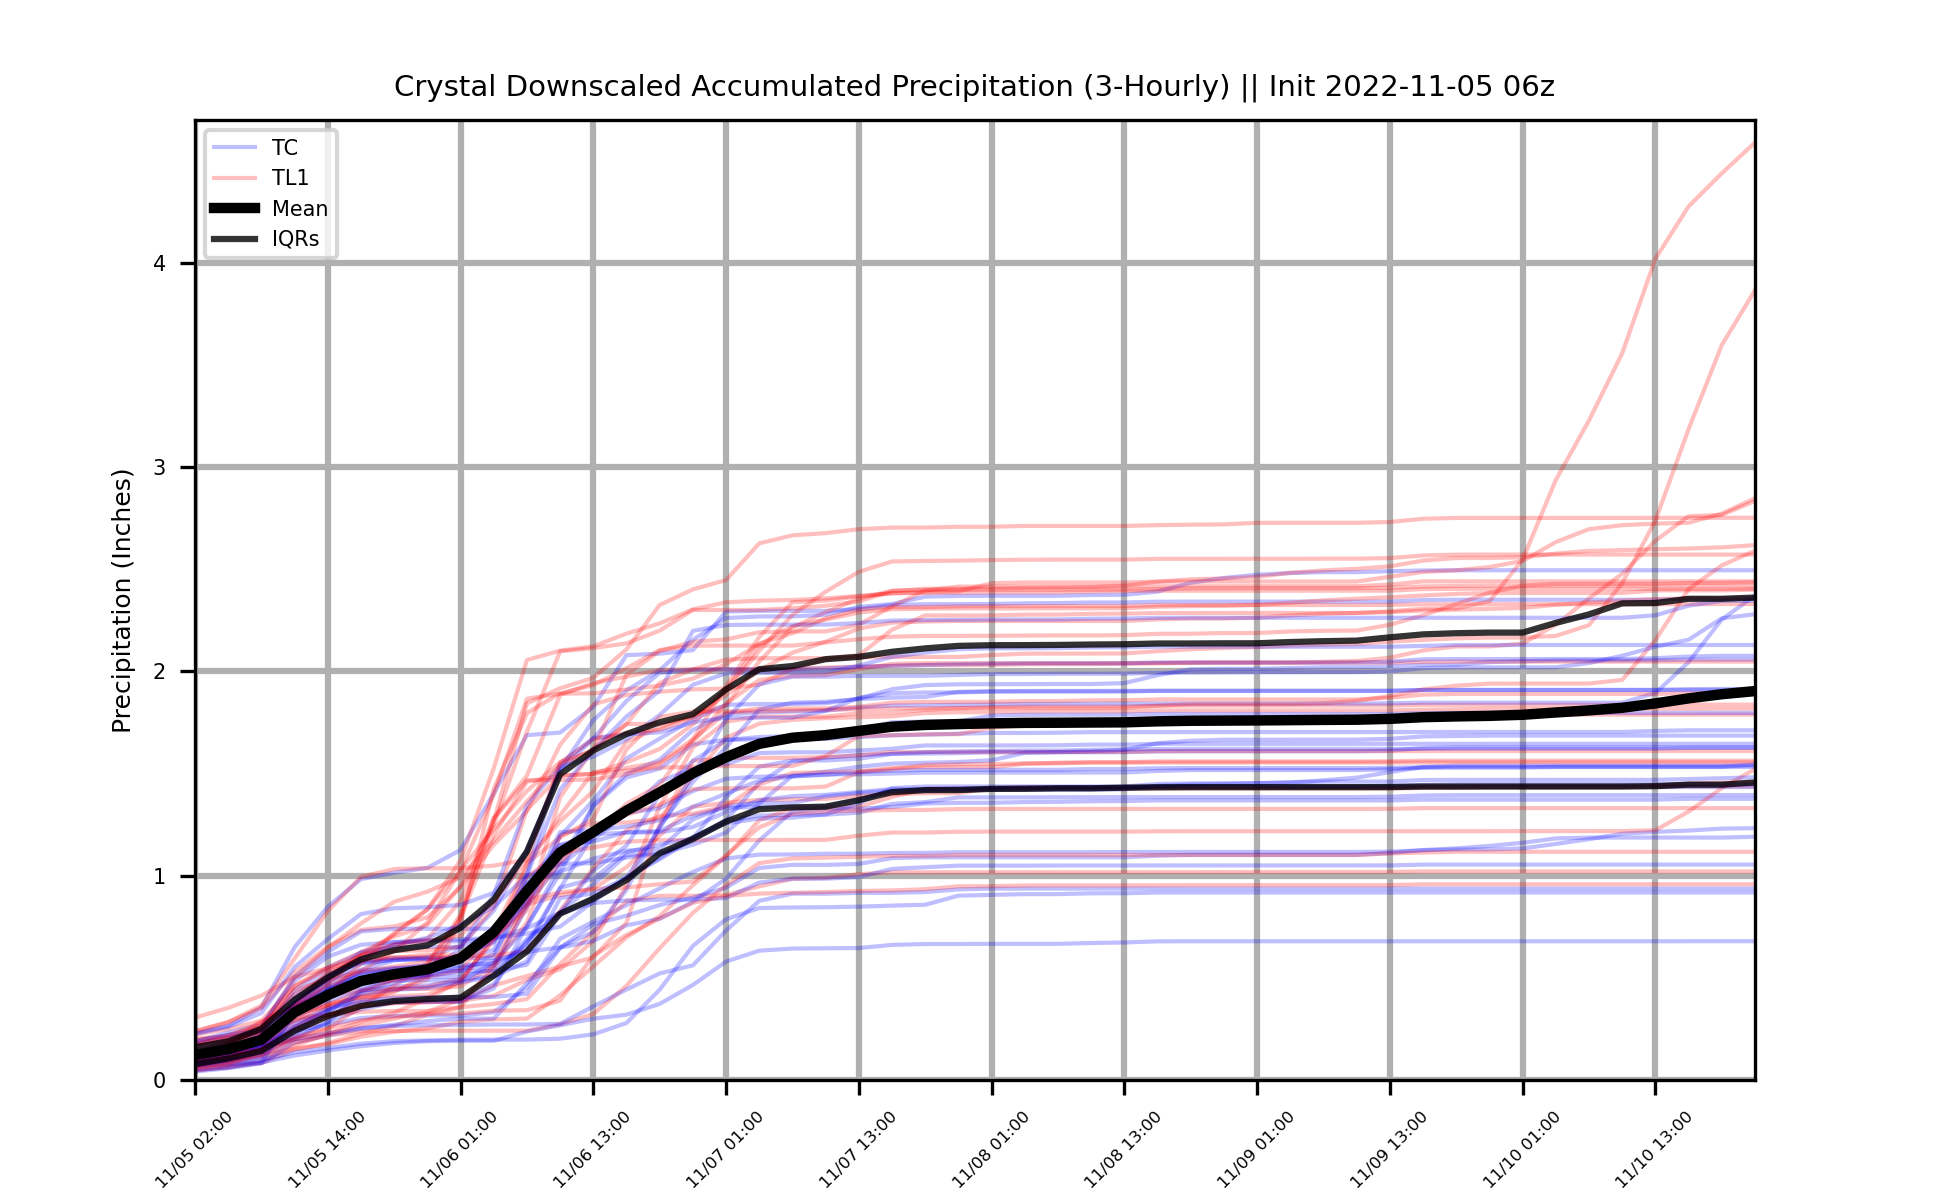 Crystal Downscaled Accumulated Precipitation (3-Hourly) || Init 2022-11-05 06z
TC
TL1
Mean
IQRs
Precipitation (Inches)
4
3
2
1
0
11/05 02:00
11/05 14:00
11/06 01:00
11/06 13:00
11/07 01:00
11/07 13:00
11/08 01:00
11/08 13:00
11/09 01:00
11/09 13:00
11/10 01:00
11/10 13:00